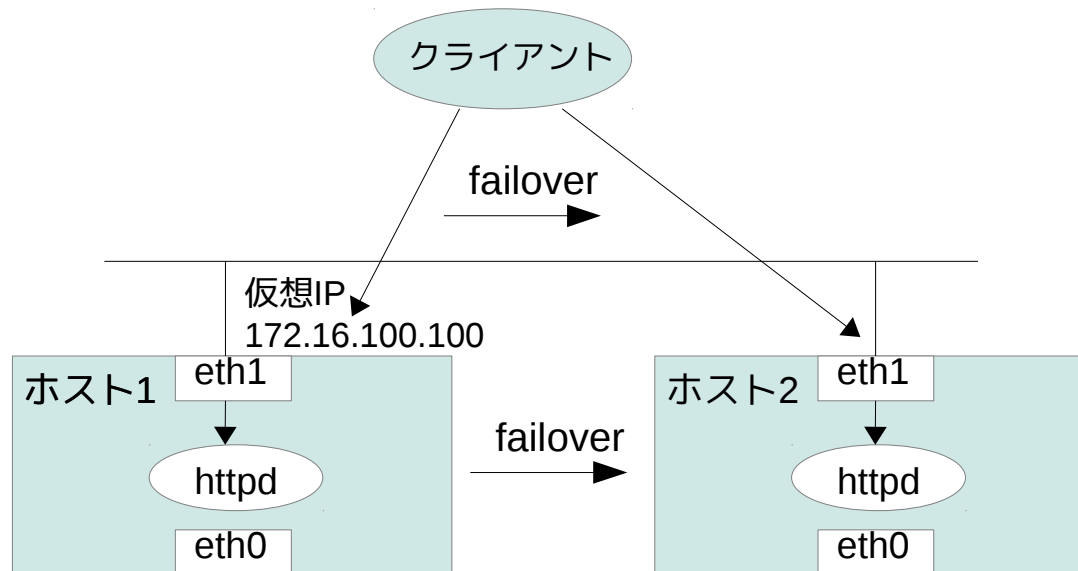 クライアント
failover
仮想IP
172.16.100.100
ホスト1
eth1
httpd
eth0
failover
ホスト2
eth1
httpd
eth0